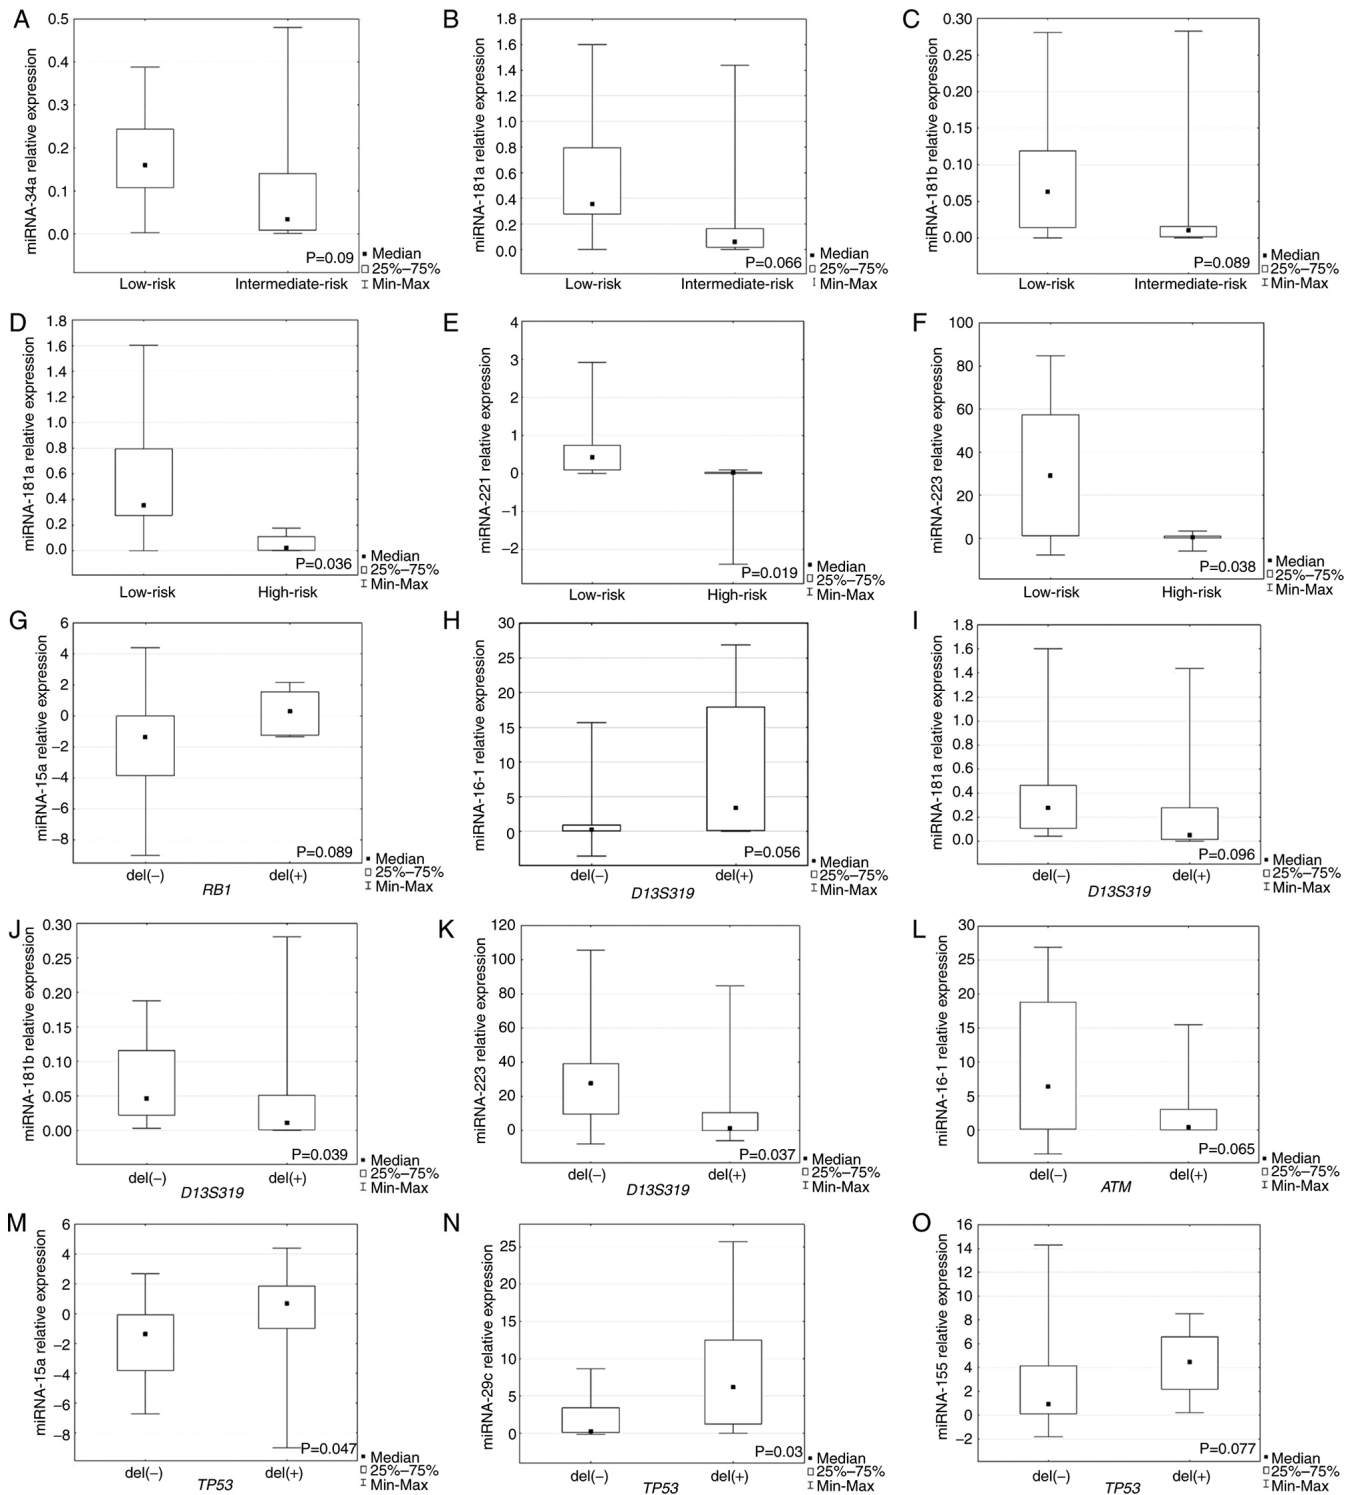 A
miRNA-34a relative expression
0.5
0.4
0.3
0.2
0.1
0.0
P=0.09
Low-risk
Intermediate-risk
Median
25%–75%
Min-Max
B
miRNA-181a relative expression
1.8
1.6
1.4
1.2
1.0
0.8
0.6
0.4
0.2
0.0
P=0.066
Low-risk
Intermediate-risk
Median
25%–75%
Min-Max
C
miRNA-181b relative expression
0.30
0.25
0.20
0.15
0.10
0.05
0.00
P=0.089
Low-risk
Intermediate-risk
Median
25%–75%
Min-Max
D
miRNA-181a relative expression
1.8
1.6
1.4
1.2
1.0
0.8
0.6
0.4
0.2
0.0
P=0.036
Low-risk
High-risk
Median
25%–75%
Min-Max
E
miRNA-221 relative expression
4
3
2
1
0
−1
−2
P=0.019
Low-risk
High-risk
Median
25%–75%
Min-Max
F
miRNA-223 relative expression
100
80
60
40
20
0
P=0.038
Low-risk
High-risk
Median
25%–75%
Min-Max
G
miRNA-15a relative expression
6
4
2
0
−2
−4
−6
−8
P=0.089
del(−)
del(+)
RB1
Median
25%–75%
Min-Max
H
miRNA-16-1 relative expression
30
25
20
15
10
5
0
P=0.056
del(−)
del(+)
D13S319
Median
25%–75%
Min-Max
I
miRNA-181a relative expression
1.8
1.6
1.4
1.2
1.0
0.8
0.6
0.4
0.2
0.0
P=0.096
del(−)
del(+)
D13S319
Median
25%–75%
Min-Max
J
miRNA-181b relative expression
0.30
0.25
0.20
0.15
0.10
0.05
0.00
P=0.039
del(−)
del(+)
D13S319
Median
25%–75%
Min-Max
K
miRNA-223 relative expression
120
100
80
60
40
20
0
P=0.037
del(−)
del(+)
D13S319
Median
25%–75%
Min-Max
L
miRNA-16-1 relative expression
30
25
20
15
10
5
0
P=0.065
del(−)
del(+)
ATM
Median
25%–75%
Min-Max
M
miRNA-15a relative expression
6
4
2
0
−2
−4
−6
−8
P=0.047
del(−)
del(+)
TP53
Median
25%–75%
Min-Max
N
miRNA-29c relative expression
25
20
15
10
5
0
P=0.03
del(−)
del(+)
TP53
Median
25%–75%
Min-Max
O
miRNA-155 relative expression
16
14
12
10
8
6
4
2
0
−2
P=0.077
del(−)
del(+)
TP53
Median
25%–75%
Min-Max